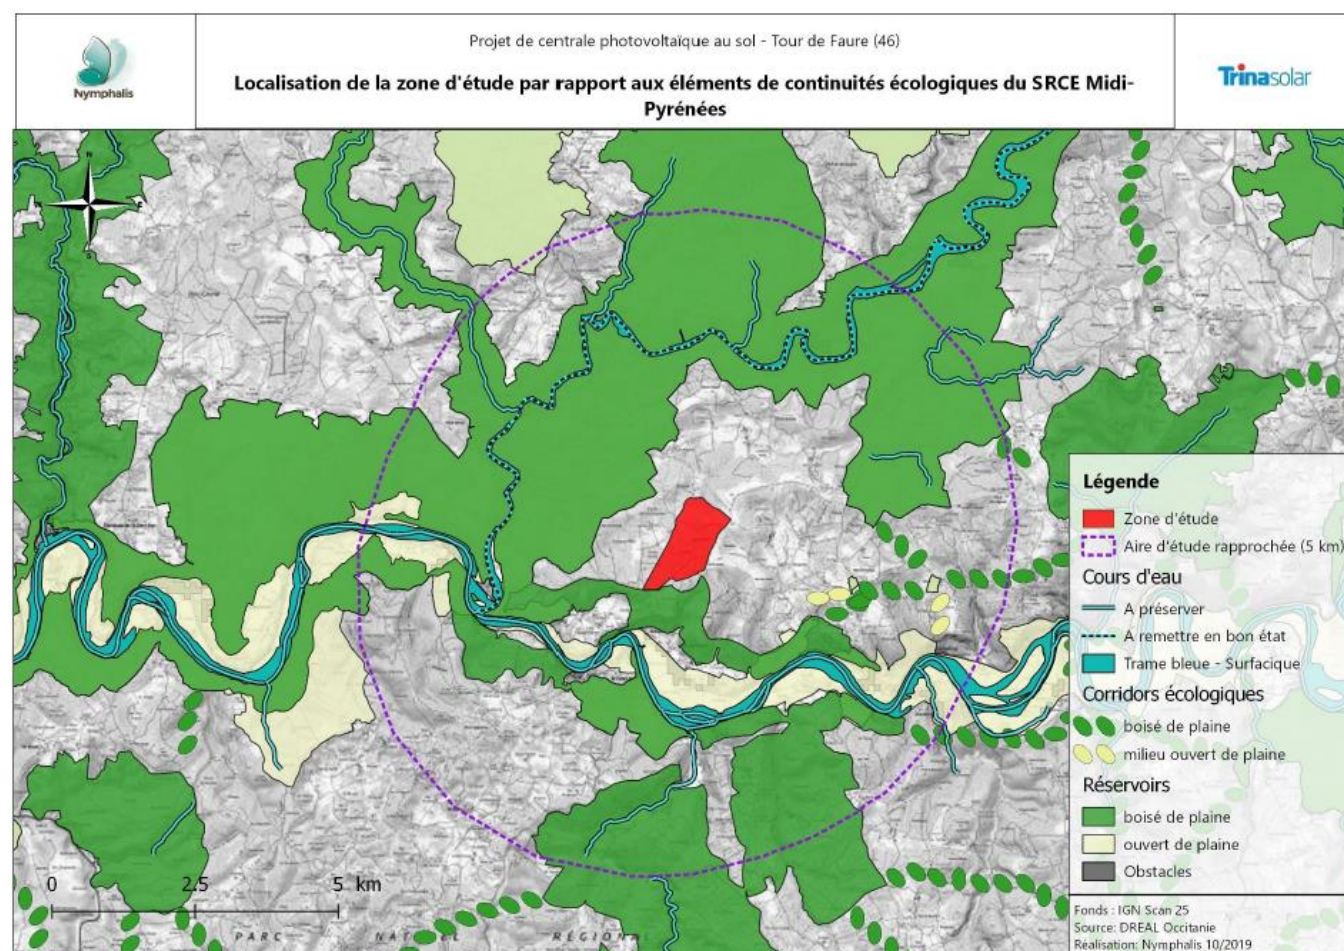 Nymphalis
Projet de centrale photovoltaïque au sol - Tour de Faure (46)
Localisation de la zone d'étude par rapport aux éléments de continuités écologiques du SRCE Midi-
Pyrénées
Trinasolar
N
S
Légende
Zone d'étude
Aire d'étude rapprochée (5 km)
Cours d'eau
A préserver
A remettre en bon état
Trame bleue - Surfacique
Corridors écologiques
boisé de plaine
milieu ouvert de plaine
Réservoirs
boisé de plaine
ouvert de plaine
Obstacles
0 2.5 5 km
PARC NATUREL RÉGIONAL
Fonds : IGN Scan 25
Source: DREAL Occitanie
Réalisation: Nymphalis 10/2019